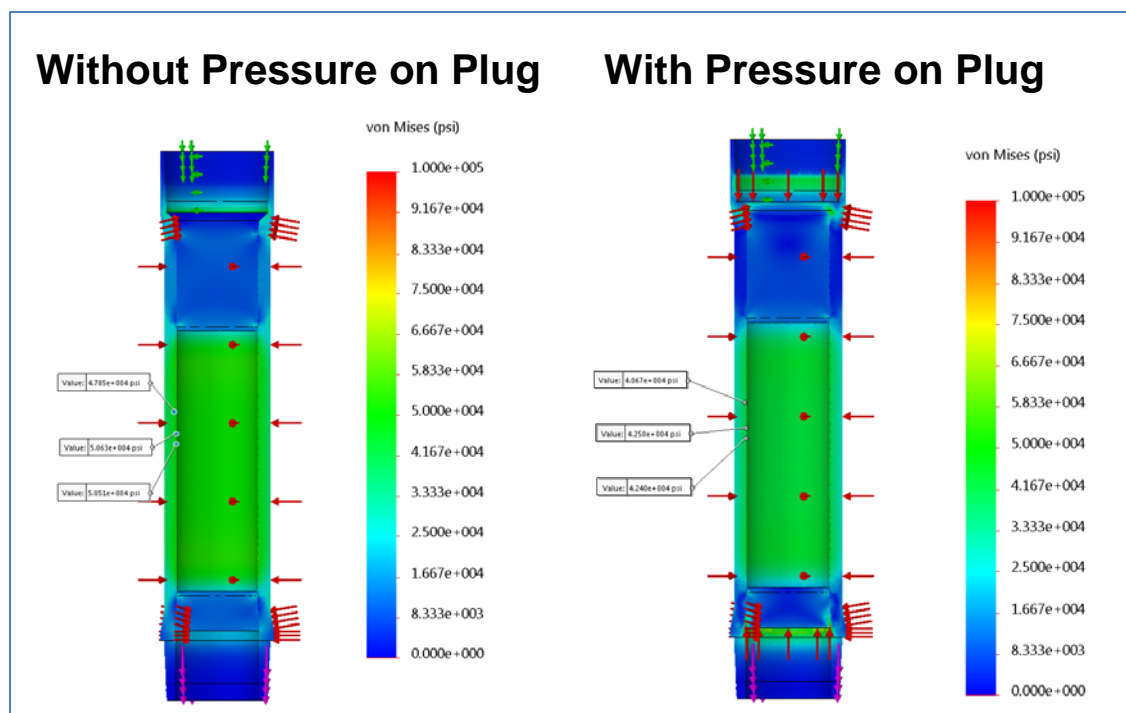 Without Pressure on Plug
With Pressure on Plug
von Mises (psi)
1.000e+005
9.167e+004
8.333e+004
7.500e+004
6.667e+004
5.833e+004
5.000e+004
4.167e+004
3.333e+004
2.500e+004
1.667e+004
8.333e+003
0.000e+000
Value: 4.785e+004 psi
Value: 5.063e+004 psi
Value: 5.051e+004 psi
von Mises (psi)
1.000e+005
9.167e+004
8.333e+004
7.500e+004
6.667e+004
5.833e+004
5.000e+004
4.167e+004
3.333e+004
2.500e+004
1.667e+004
8.333e+003
0.000e+000
Value: 4.067e+004 psi
Value: 4.258e+004 psi
Value: 4.240e+004 psi